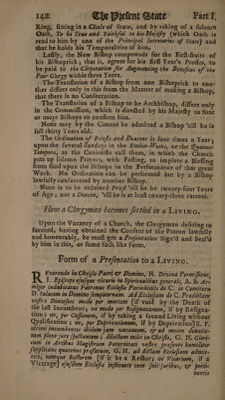 142 The Present State Part I.
King, sitting in a Chair of State, and by taking of a solemn
Oath, To be True and Faithful to his Majesty (which Oath is
read to him by one of the Principal Secretaries of State) and
that he holds his Temporalities of him.
Lastly, the New Bishop compounds for the First-fruits of
his Bishoprick; that is, agrees for his first Year's Profits, to
be paid to the Corporation for Augmenting the Benefices of the
Poor Clergy within three Years.
The Translation of a Bishop from one Bishoprick to ano-
ther differs only in this from the Manner of making a Bishop,
that there is no Consecration.
The Translation of a Bishop to be Archbishop, differs only
in the Commission, which is directed by his Majesty to four
or more Bishops to confirm him.
None may by the Canons be admitted a Bishop 'till he is
full thirty Years old.
The Ordination of Priests and Deacons is four times a Year;
upon the several Sundays in the Ember-Weeks, or the Quatuor
Tempora, as the Canonists call them, in which the Church
puts up solemn Prayers, with Fasting, to implore a Blessing
from God upon the Bishops in the Performance of that great
Work. No Ordination can be performed but by a Bishop
lawfully consecrated by another Bishop.
None is to be ordained Priest 'till he be twenty-four Years
of Age; nor a Deacon, 'till he is at least twenty-three current.
How a Clergyman becomes settled in a LIVING.
Upon the Vacancy of a Church, the Clergyman desiring to
succeed, having obtained the Consent of the Patron lawfully
and honourably, he must get a Presentation Sign'd and Seal'd
by him in this, or some such like Form.
Form of a Presentation to a LIVING.
Reverendo in Christo Patri & Domino, H. Divina Permissione,
L. Episcopo ejusque vicario in Spiritualibus generali, A. B. Ar-
miger indubitatus Patronus Ecclesiæ Parochialis de C. in Comitatu
D. Salutem in Domino sempiternam. Ad Ecclesiam de C. Prædictam
vestræ Diocesis modo per mortem [if void by the Death of
the last Incumbent, or modo per Resignationem, if by Resigna-
tion; or, per Cessionem, if by taking a second Living without
Qualification; or, per Deprivationem, if by Deprivation] E. F.
ultimi incumbentis ibidem jam vacantem, & ad meam donatio-
nem pleno jure spectantem; dilectum mihi in Christo, G. H. Cleri-
cum in Artibus Magistrum Paternitati vestræ præsento humiliter
supplicans quatenus præfatum, G. H. ad dictam Ecclesiam admit-
tere, eumque Rectorem [if it be a Rectory or Vicarium, if a
Vicarage] ejusdem Ecclesiæ instituere cum suis juribus, & perti-
nentiis